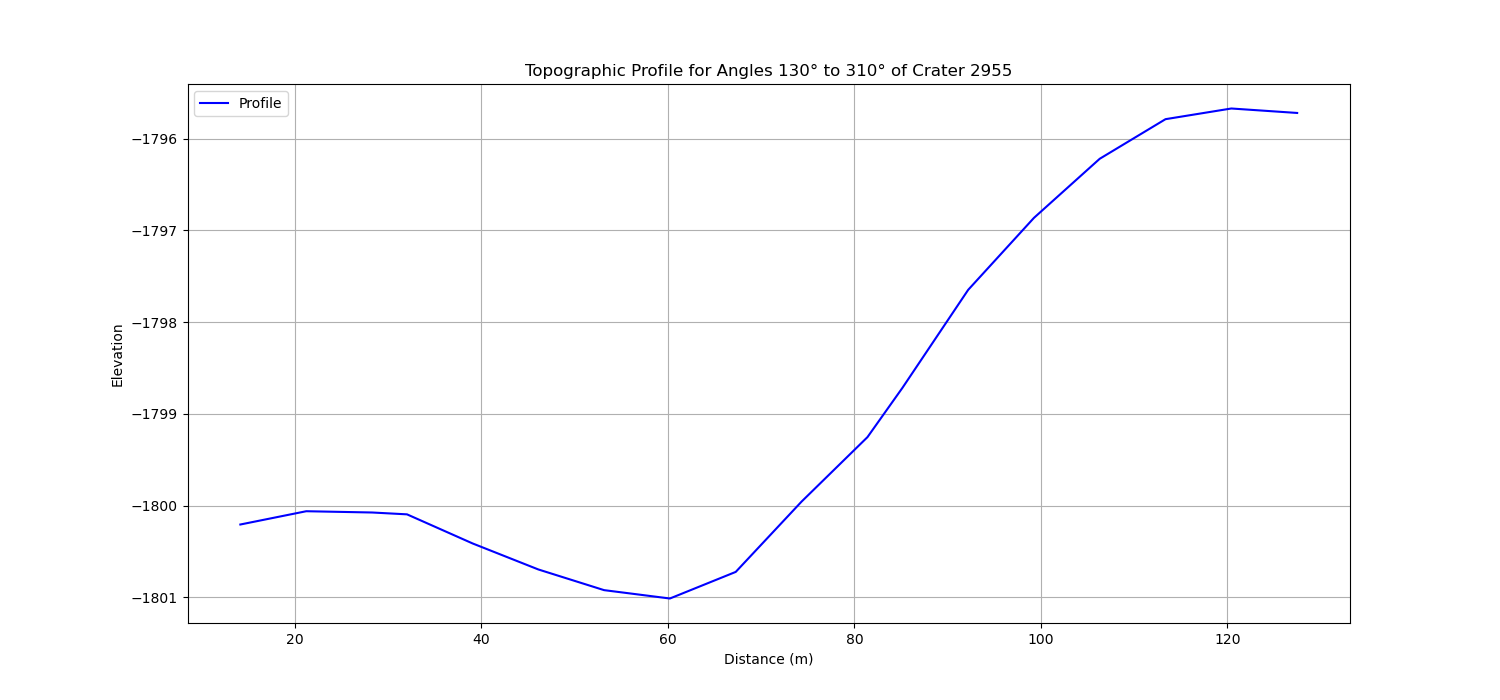 Topographic Profile for Angles 130° to 310° of Crater 2955
Profile
−1796
−1797
−1798
−1799
−1800
−1801
Elevation
20 40 60 80 100 120
Distance (m)